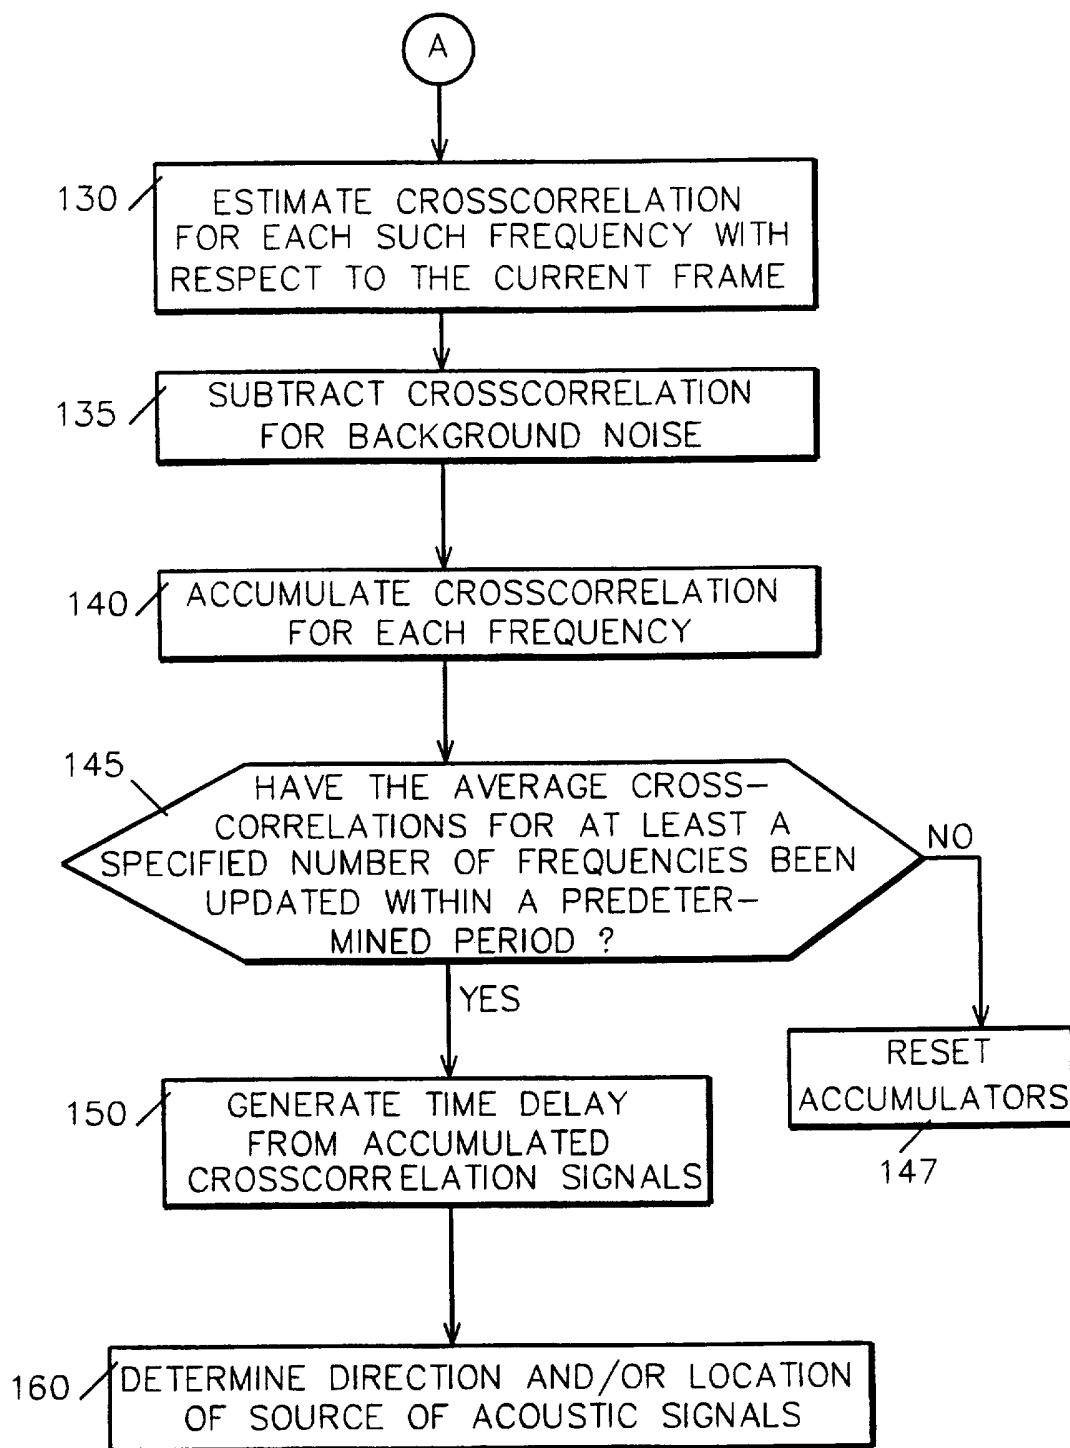 A
130
ESTIMATE CROSSCORRELATION
FOR EACH SUCH FREQUENCY WITH
RESPECT TO THE CURRENT FRAME
135
SUBTRACT CROSSCORRELATION
FOR BACKGROUND NOISE
140
ACCUMULATE CROSSCORRELATION
FOR EACH FREQUENCY
145
HAVE THE AVERAGE CROSS-
CORRELATIONS FOR AT LEAST A
SPECIFIED NUMBER OF FREQUENCIES BEEN
UPDATED WITHIN A PREDETER-
MINED PERIOD ?
NO
YES
RESET
ACCUMULATORS
147
150
GENERATE TIME DELAY
FROM ACCUMULATED
CROSSCORRELATION SIGNALS
160
DETERMINE DIRECTION AND/OR LOCATION
OF SOURCE OF ACOUSTIC SIGNALS